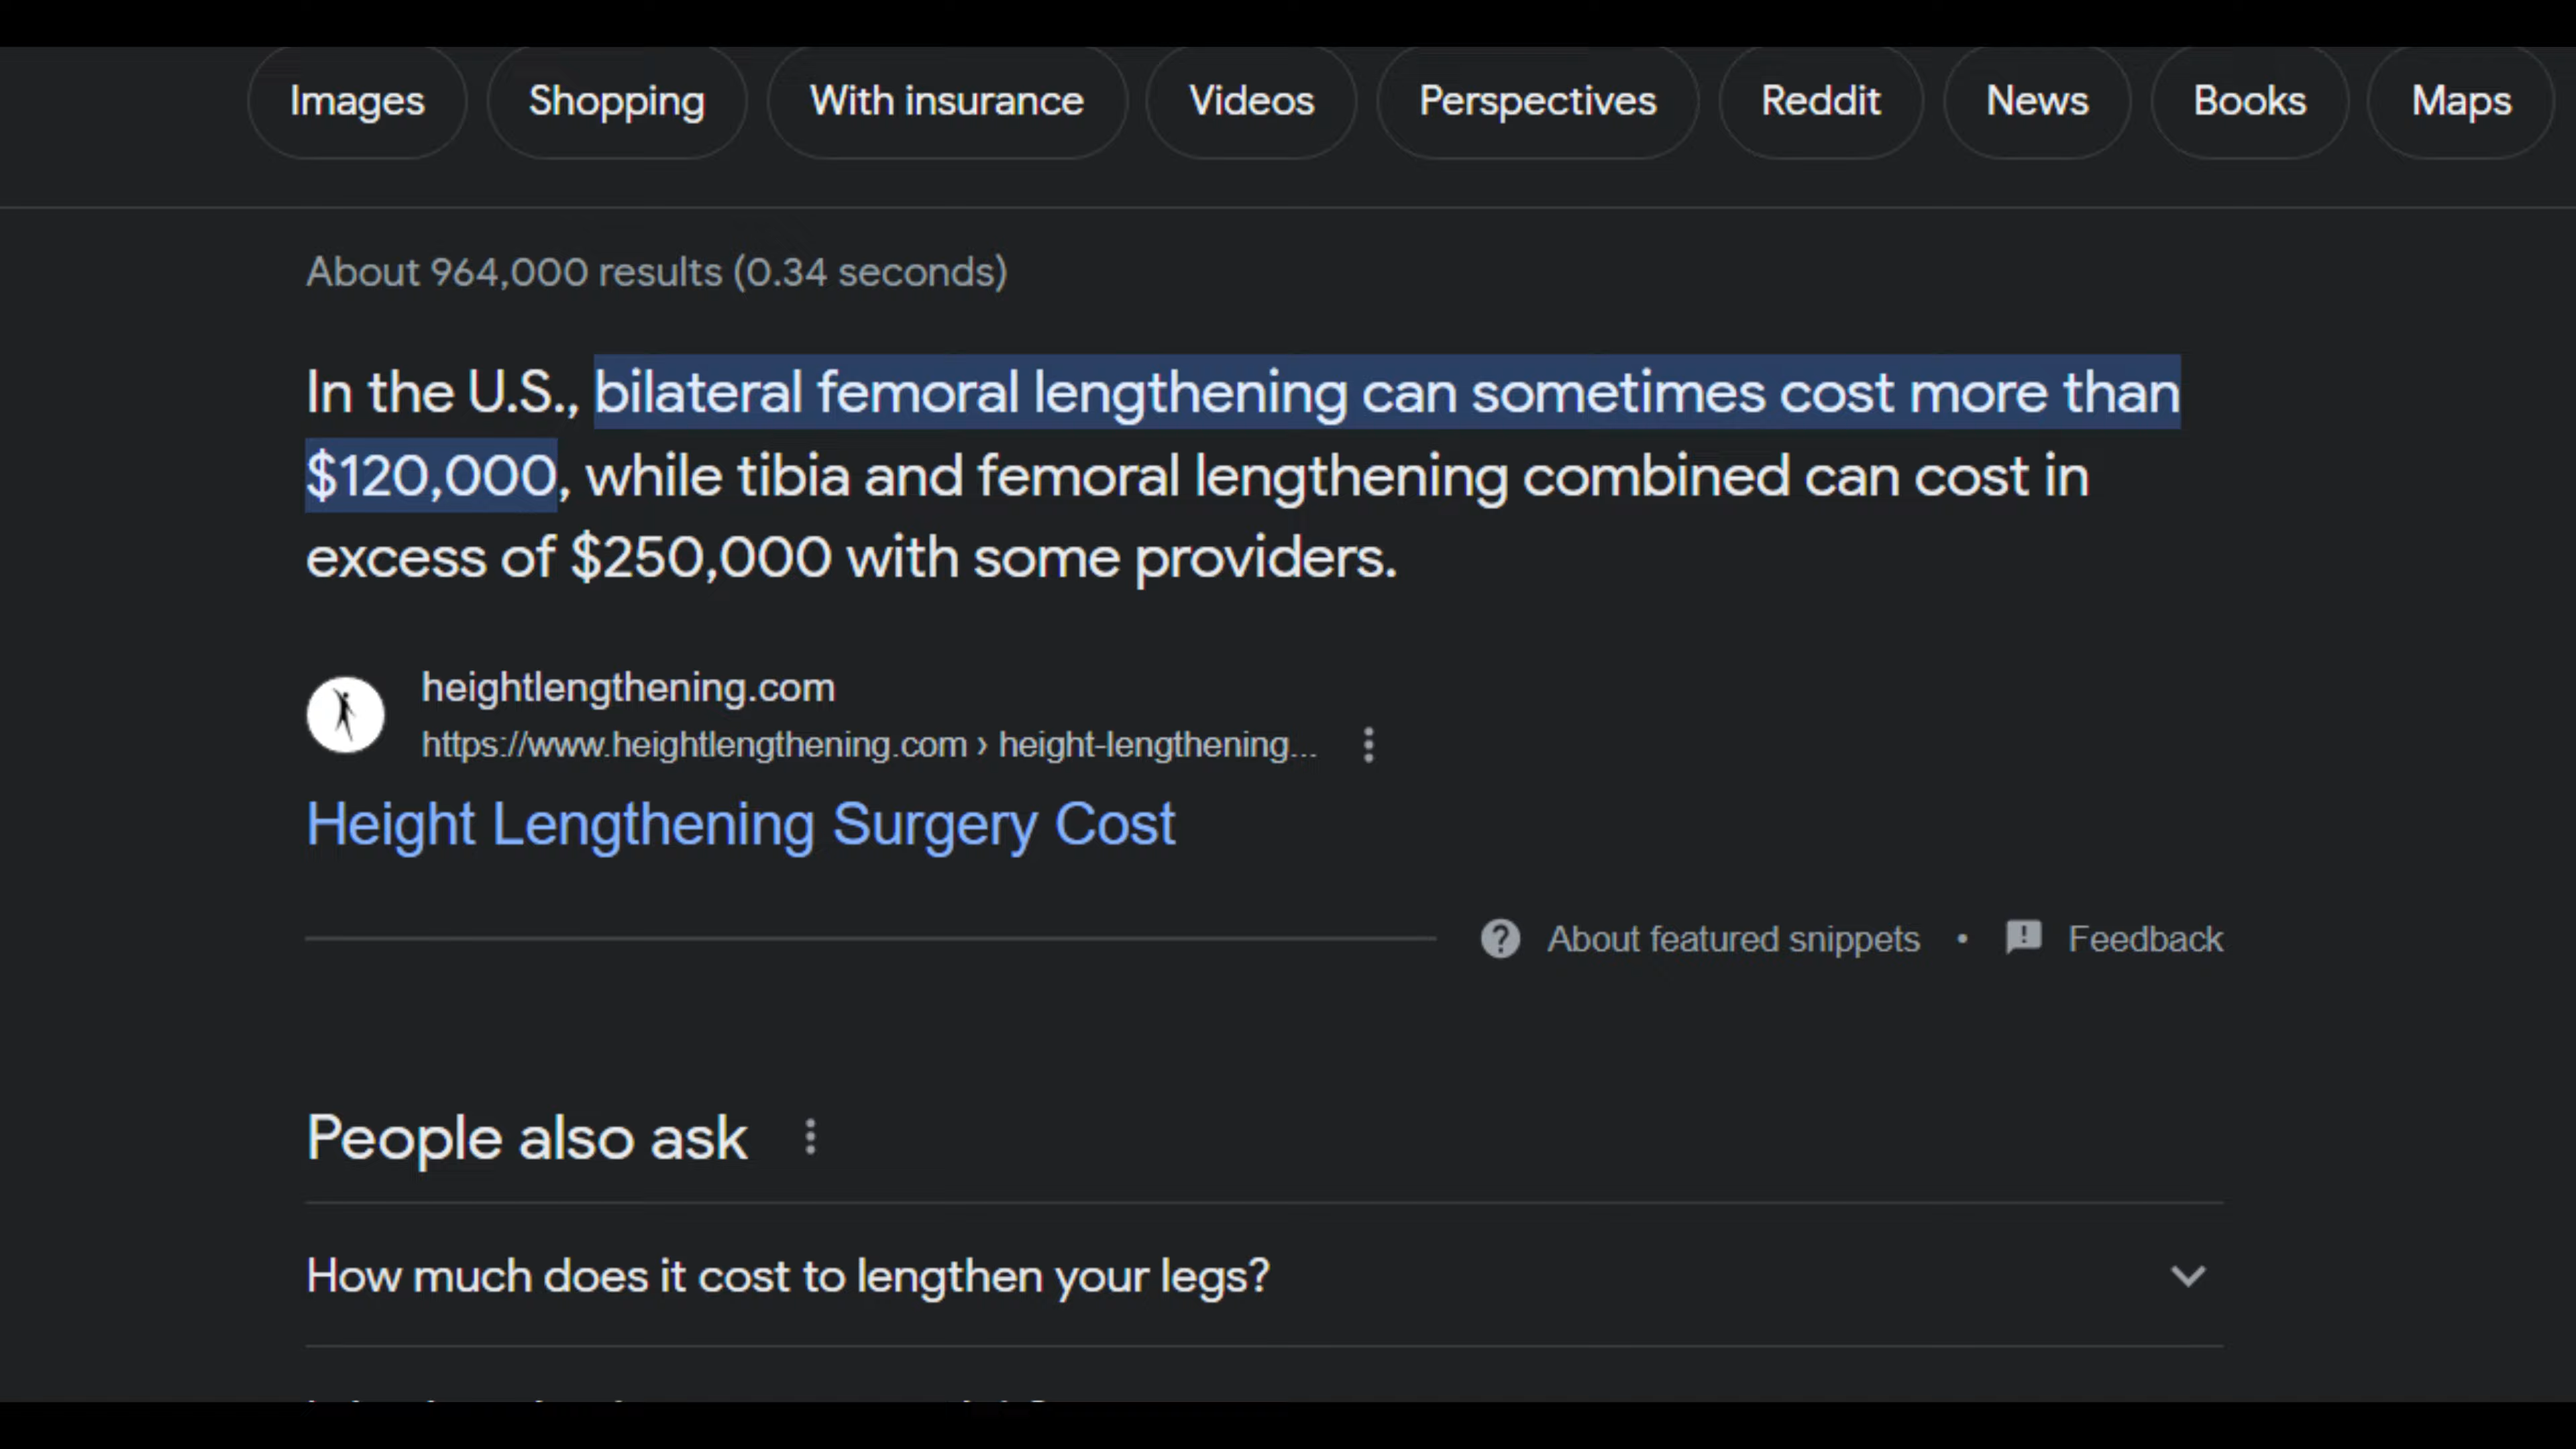 Images Shopping With insurance Videos Perspectives Reddit News Books Maps
About 964,000 results (0.34 seconds)
In the U.S., bilateral femoral lengthening can sometimes cost more than
$120,000, while tibia and femoral lengthening combined can cost in
excess of $250,000 with some providers.
heightlengthening.com
https://www.heightlengthening.com › height-lengthening...
Height Lengthening Surgery Cost
About featured snippets • Feedback
People also ask
How much does it cost to lengthen your legs?